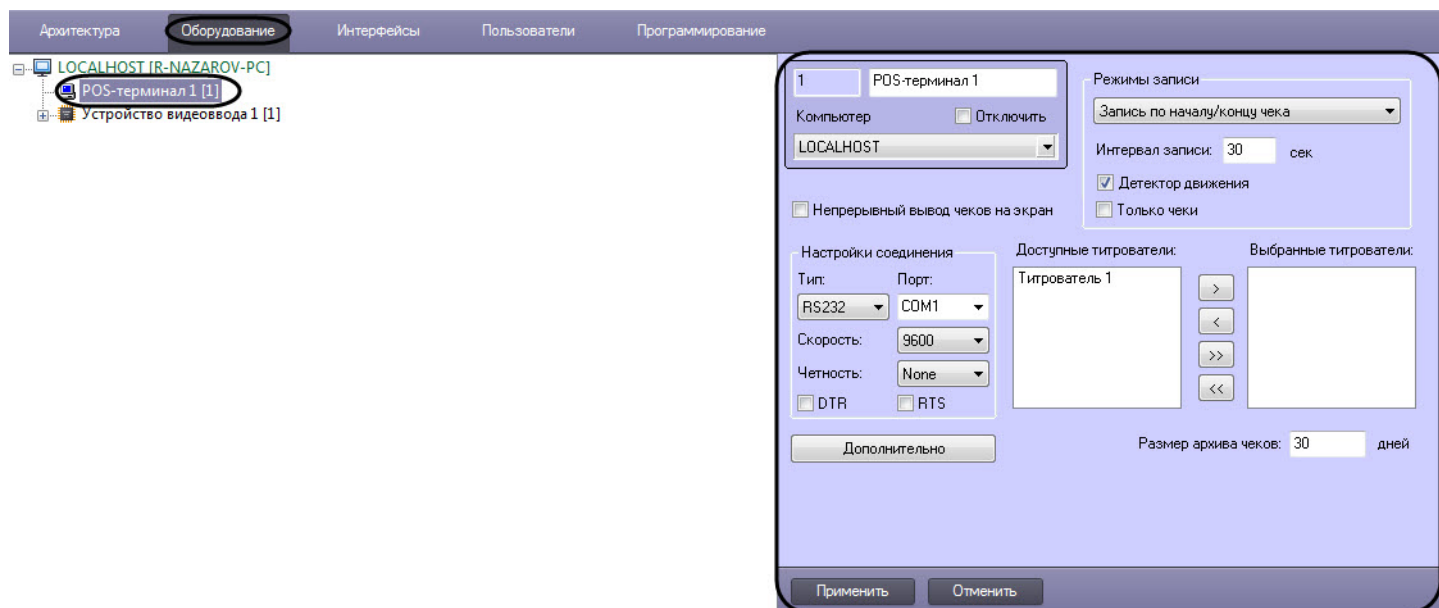 Архитектура Оборудование Интерфейсы Пользователи Программирование
LOCALHOST [R-NAZAROV-PC]
POS-терминал 1 [1]
Устройство видеоввода 1 [1]
1 POS-терминал 1
Компьютер Отключить
LOCALHOST
Непрерывный вывод чеков на экран
Режимы записи
Запись по началу/концу чека
Интервал записи: 30 сек
Детектор движения
Только чеки
Настройки соединения
Тип: Порт:
RS232 COM1
Скорость: 9600
Четность: None
DTR RTS
Доступные титрователи: Выбранные титрователи:
Титрователь 1
>
<
>>
<<
Дополнительно
Размер архива чеков: 30 дней
Применить Отменить